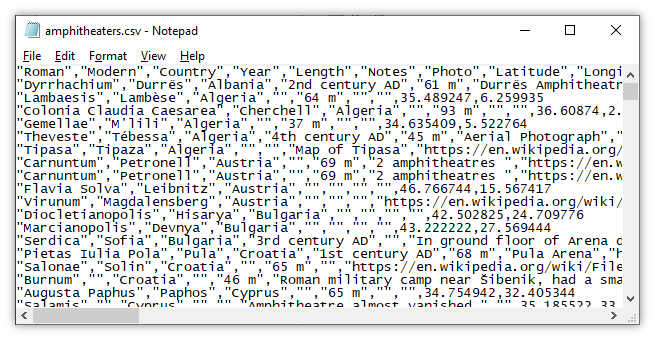 amphitheaters.csv - Notepad
File Edit Format View Help
"Roman","Modern","Country","Year","Length","Notes","Photo","Latitude","Longi
"Dyrrhachium","Durrës","Albania","2nd century AD","61 m","Durrës Amphitheatr
"Lambaesis","Lambèse","Algeria","","64 m","","",35.489247,6.259935
"Colonia Claudia Caesarea","Cherchell","Algeria","","93 m","","",36.60874,2.
"Gemellae","M'lili","Algeria","","37 m","","",34.635409,5.522764
"Theveste","Tébessa","Algeria","4th century AD","45 m","Aerial Photograph","
"Tipasa","Tipaza","Algeria","","","Map of Tipasa","https://en.wikipedia.org/
"Carnuntum","Petronell","Austria","","69 m","2 amphitheatres ","https://en.w
"Carnuntum","Petronell","Austria","","69 m","2 amphitheatres ","https://en.w
"Flavia Solva","Leibnitz","Austria","","","","",46.766744,15.567417
"Virunum","Magdalensberg","Austria","","","","https://en.wikipedia.org/wiki/
"Diocletianopolis","Hisarya","Bulgaria","","","","",42.502825,24.709776
"Marcianopolis","Devnya","Bulgaria","","","","",43.222222,27.569444
"Serdica","Sofia","Bulgaria","3rd century AD","","In ground floor of Arena d
"Pietas Iulia Pola","Pula","Croatia","1st century AD","68 m","Pula Arena","h
"Salonae","Solin","Croatia","","65 m","","https://en.wikipedia.org/wiki/File
"Burnum","","Croatia","","46 m","Roman military camp near Šibenik, had a sma
"Augusta Paphus","Paphos","Cyprus","","65 m","","",34.754942,32.405344
"Salamis","","Cyprus","","","Amphitheatre almost vanished.","",35.185522,33.